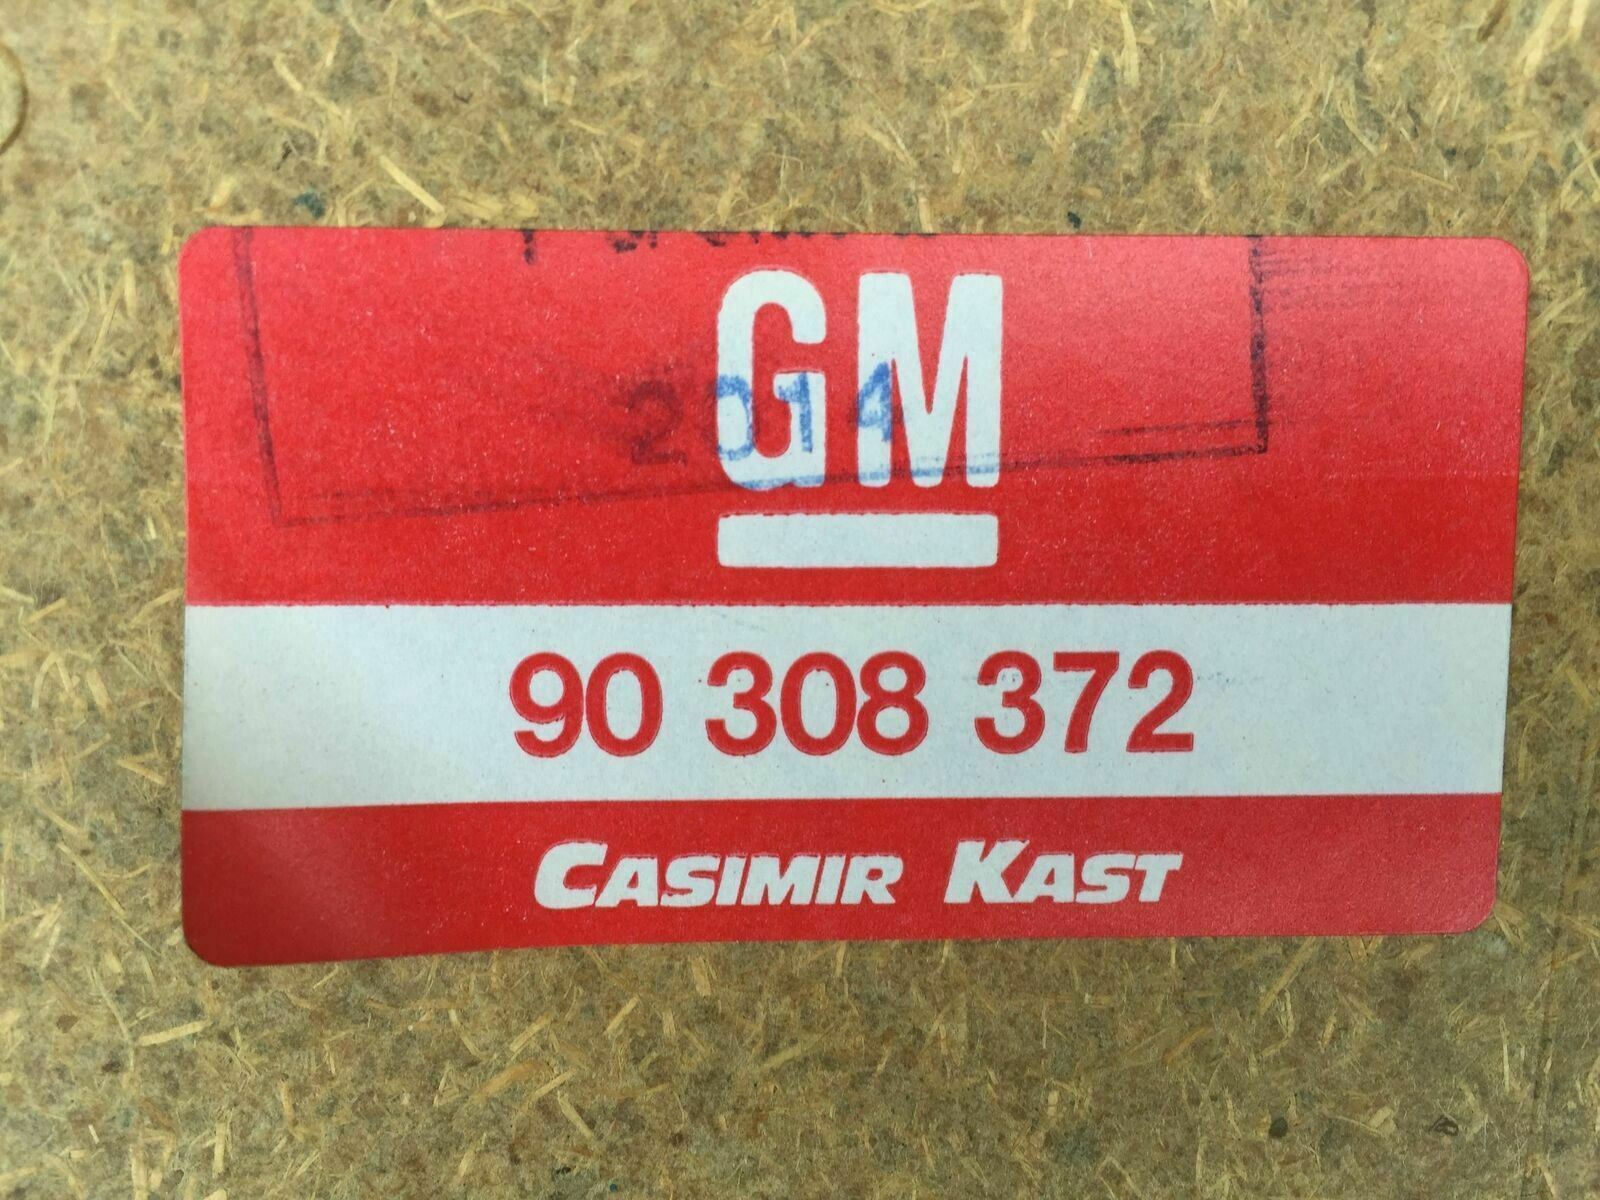 GM
2014
90 308 372
CASIMIR KAST